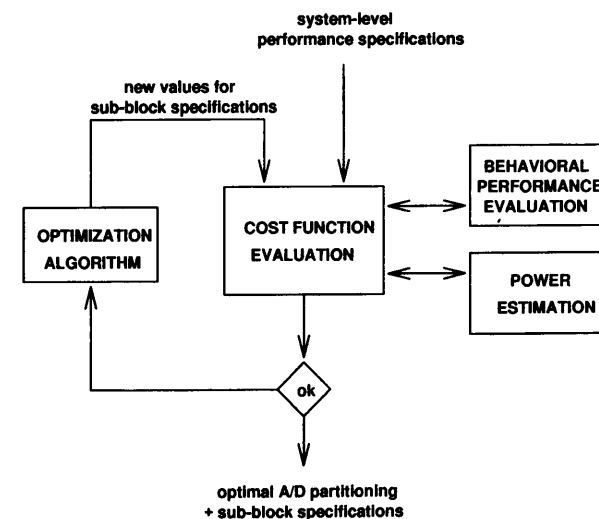 system-level
performance specifications
new values for
sub-block specifications
BEHAVIORAL
PERFORMANCE
EVALUATION
COST FUNCTION
EVALUATION
OPTIMIZATION
ALGORITHM
POWER
ESTIMATION
ok
optimal A/D partitioning
+ sub-block specifications